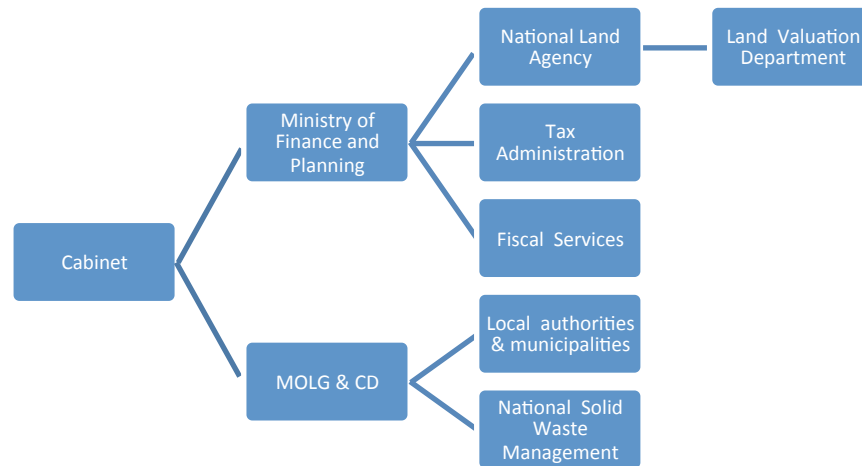 National Land
Agency
Land Valuation
Department
Ministry of
Finance and
Planning
Tax
Administration
Fiscal Services
Cabinet
Local authorities
& municipalities
MOLG & CD
National Solid
Waste
Management